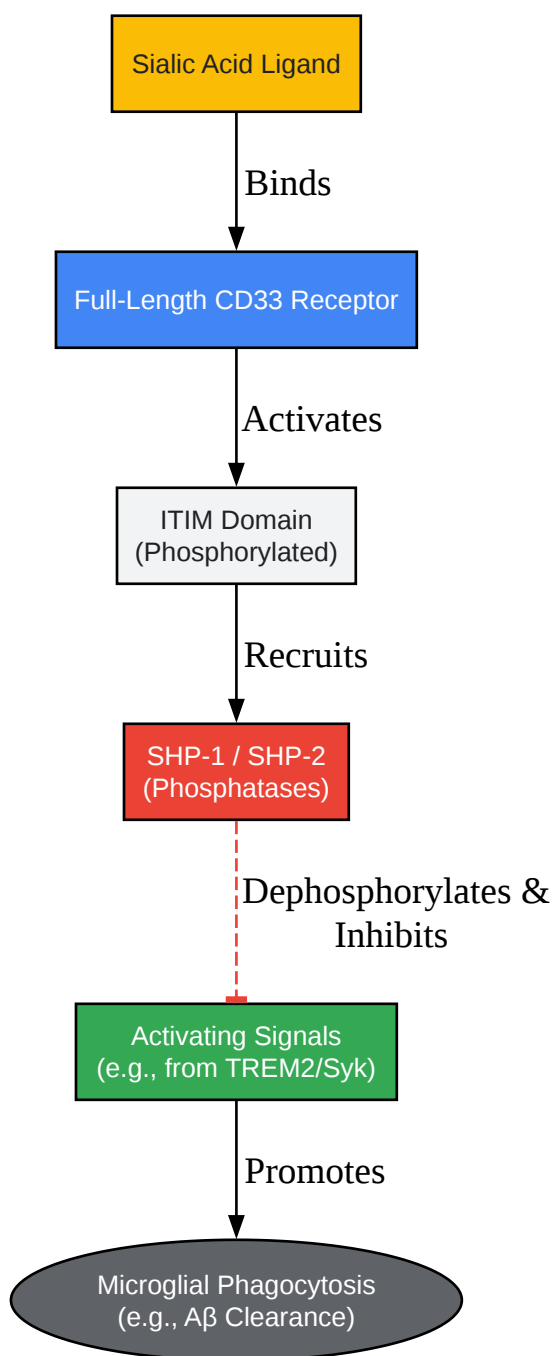 Sialic Acid Ligand
Binds
Full-Length CD33 Receptor
Activates
ITIM Domain
(Phosphorylated)
Recruits
SHP-1 / SHP-2
(Phosphatases)
Dephosphorylates &
Inhibits
Activating Signals
(e.g., from TREM2/Syk)
Promotes
Microglial Phagocytosis
(e.g., Aβ Clearance)